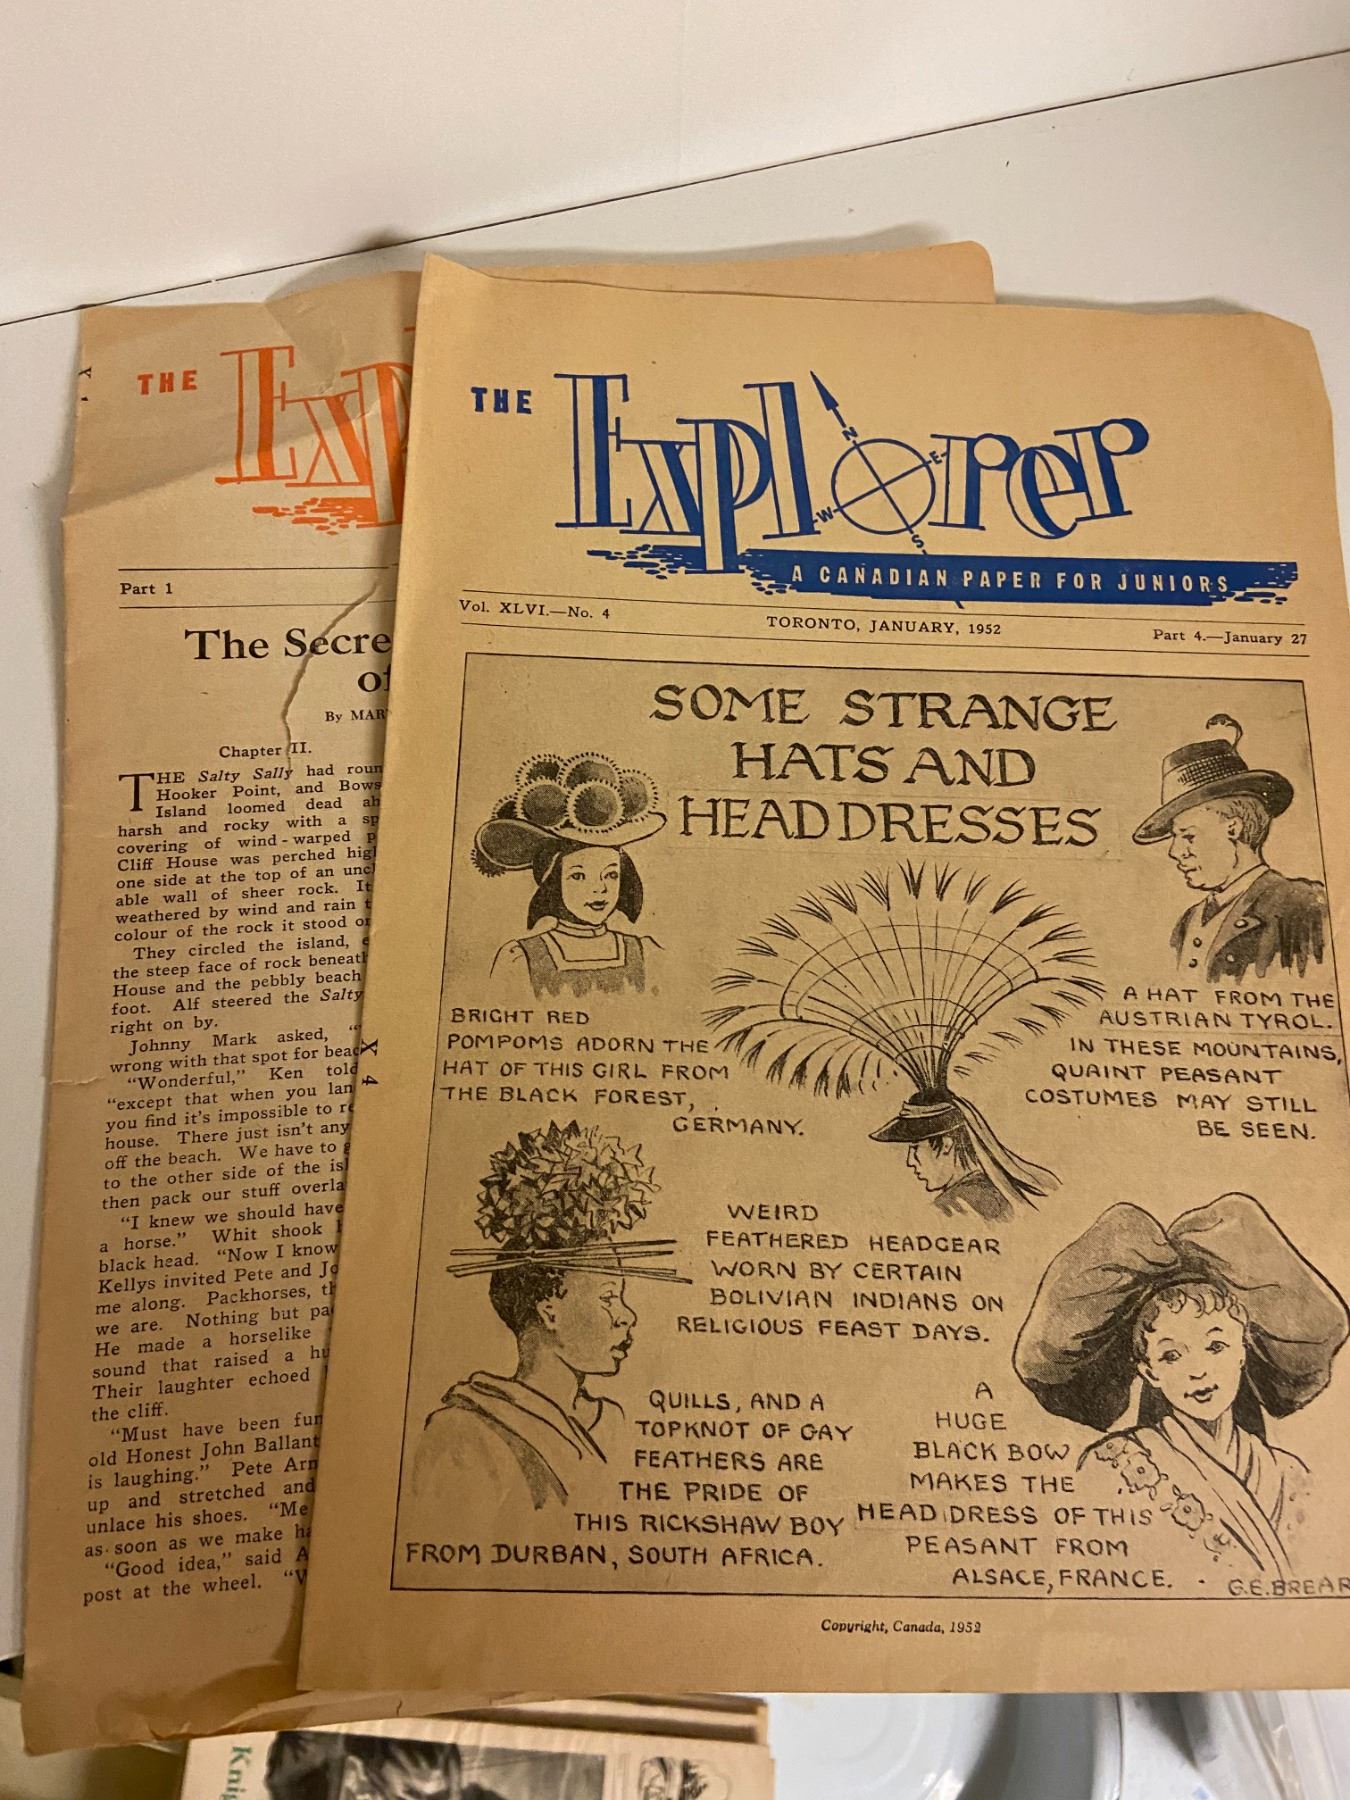 THE Exp
Part 1
The Secre
of
By MAR
Chapter II.
THE Salty Sally had roun
Hooker Point, and Bows
Island loomed dead ah
harsh and rocky with a sp
covering of wind-warped p
Cliff House was perched hig
one side at the top of an uncl
able wall of sheer rock. It
weathered by wind and rain t
colour of the rock it stood on
They circled the island,
the steep face of rock beneath
House and the pebbly beach
foot. Alf steered the Salty
right on by.
Johnny Mark asked, “
wrong with that spot for beac
“Wonderful,” Ken told
“except that when you lan
you find it’s impossible to re
house. There just isn’t any
off the beach. We have to g
to the other side of the isl
then pack our stuff overla
“I knew we should have
a horse.” Whit shook
black head. “Now I know
Kellys invited Pete and Jo
me along. Packhorses, th
we are. Nothing but pa
He made a horselike
sound that raised a hu
Their laughter echoed
the cliff.
“Must have been fun
old Honest John Ballant
is laughing.” Pete Arn
up and stretched and
unlace his shoes. “Me
as soon as we make ha
“Good idea,” said A
post at the wheel. “W
X 4
THE Explorer
N
E
W
S
A CANADIAN PAPER FOR JUNIORS
Vol. XLVI.—No. 4
TORONTO, JANUARY, 1952
Part 4.—January 27
SOME STRANGE
HATS AND
HEADDRESSES
BRIGHT RED
POMPOMS ADORN THE
HAT OF THIS GIRL FROM
THE BLACK FOREST,
GERMANY.
A HAT FROM THE
AUSTRIAN TYROL.
IN THESE MOUNTAINS,
QUAINT PEASANT
COSTUMES MAY STILL
BE SEEN.
WEIRD
FEATHERED HEADGEAR
WORN BY CERTAIN
BOLIVIAN INDIANS ON
RELIGIOUS FEAST DAYS.
QUILLS, AND A
TOPKNOT OF GAY
FEATHERS ARE
THE PRIDE OF
THIS RICKSHAW BOY
FROM DURBAN, SOUTH AFRICA.
A
HUGE
BLACK BOW
MAKES THE
HEADDRESS OF THIS
PEASANT FROM
ALSACE, FRANCE.
G.E.BREAR
Copyright, Canada, 1952
Kni